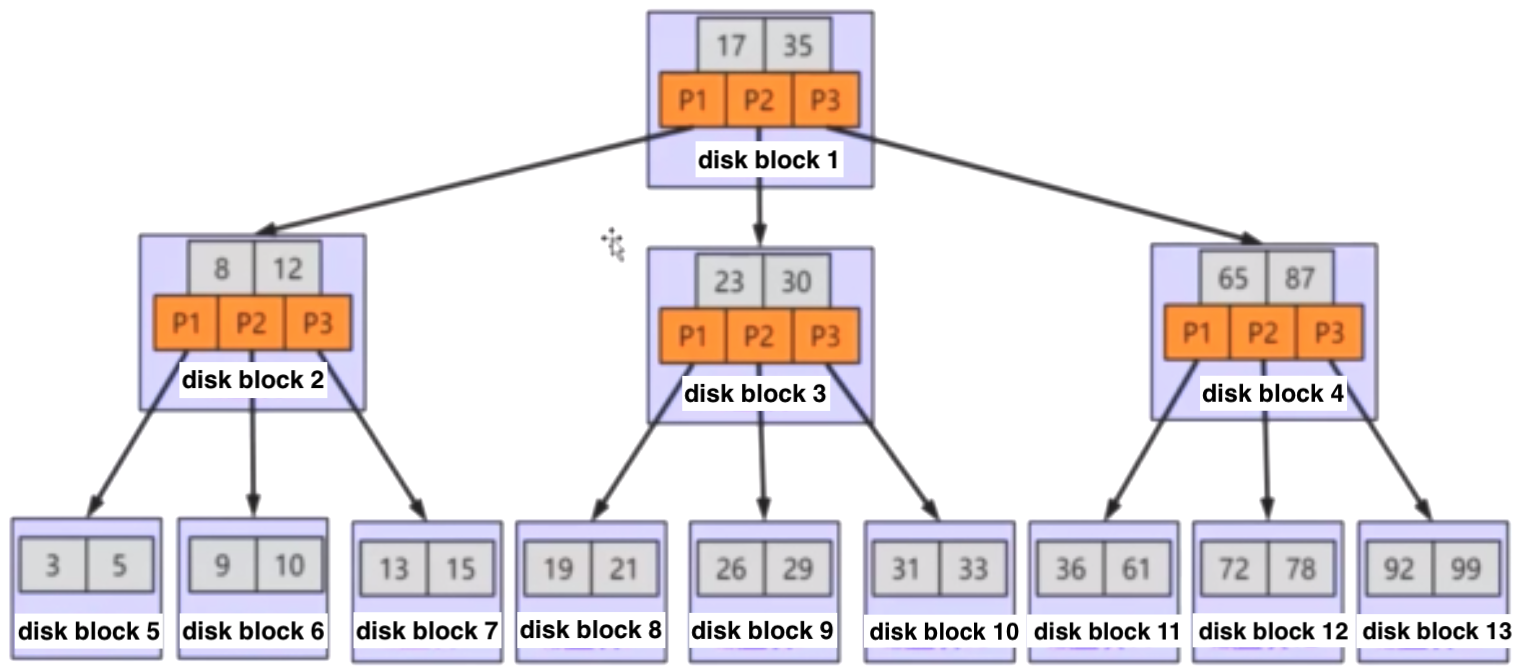 17 35
P1 P2 P3
disk block 1
8 12
P1 P2 P3
disk block 2
23 30
P1 P2 P3
disk block 3
65 87
P1 P2 P3
disk block 4
3 5
disk block 5
9 10
disk block 6
13 15
disk block 7
19 21
disk block 8
26 29
disk block 9
31 33
disk block 10
36 61
disk block 11
72 78
disk block 12
92 99
disk block 13